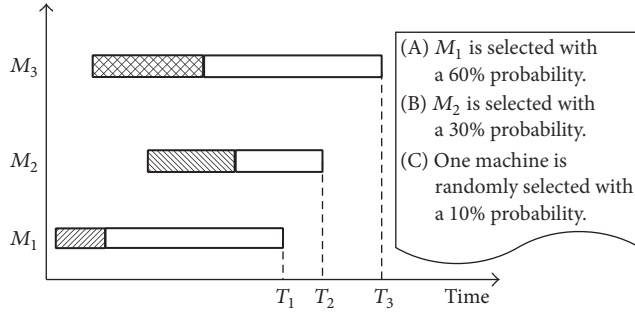 M₃
M₂
M₁
T₁ T₂ T₃ Time
(A) M₁ is selected with
a 60% probability.
(B) M₂ is selected with
a 30% probability.
(C) One machine is
randomly selected with
a 10% probability.